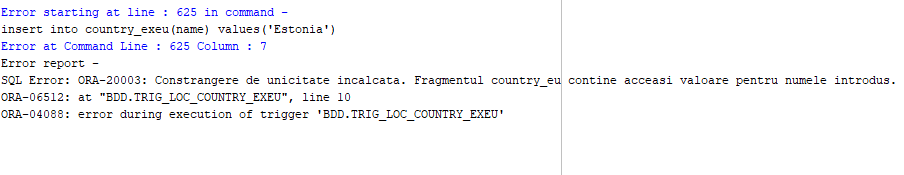 Error starting at line : 625 in command -
insert into country_exeu(name) values('Estonia')
Error at Command Line : 625 Column : 7
Error report -
SQL Error: ORA-20003: Constrangere de unicitate incalcata. Fragmentul country_eu contine acceasi valoare pentru numele introdus.
ORA-06512: at "BDD.TRIG_LOC_COUNTRY_EXEU", line 10
ORA-04088: error during execution of trigger 'BDD.TRIG_LOC_COUNTRY_EXEU'